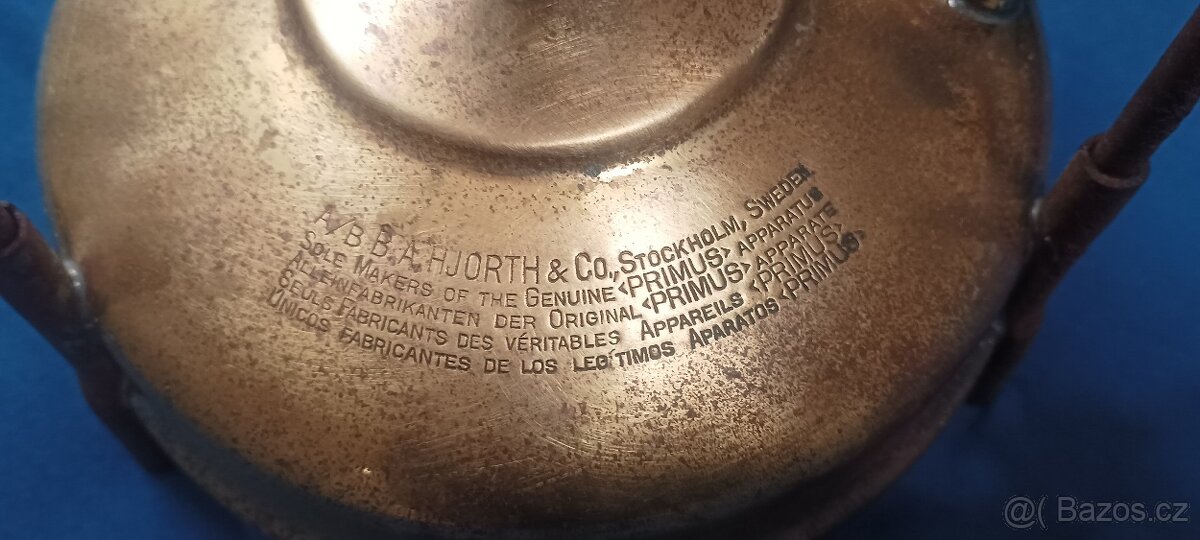 A/B B.A. HJORTH & CO., STOCKHOLM, SWEDEN.
SOLE MAKERS OF THE GENUINE <PRIMUS> APPARATUS
ALLEINFABRIKANTEN DER ORIGINAL <PRIMUS> APPARATE
SEULS FABRICANTS DES VÉRITABLES APPAREILS <PRIMUS>
UNICOS FABRICANTES DE LOS LEGÍTIMOS APARATOS <PRIMUS>
@( Bazos.cz